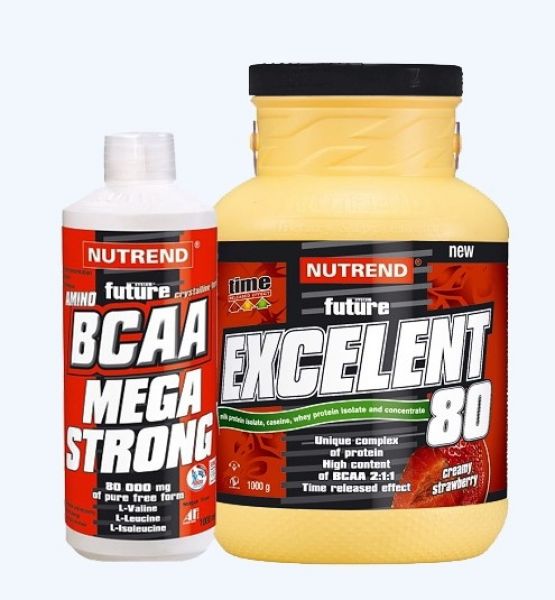 NUTREND®
future
AMINO
BCAA
MEGA
STRONG
80 000 mg
of pure free form
L-Valine
L-Leucine
L-Isoleucine
new
time
RELEASED EFFECT
NUTREND®
future
EXCELENT
80
milk protein isolate, caseine, whey protein isolate and concentrate
Unique complex
of protein
High content
of BCAA 2:1:1
Time released effect
1000 g
creamy
strawberry